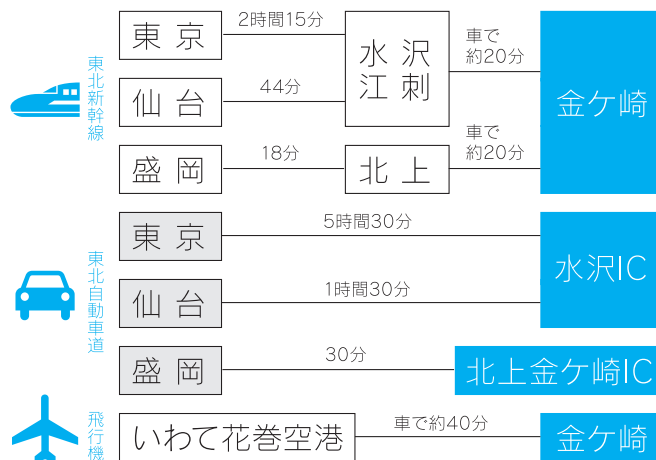 東北新幹線
東京
2時間15分
水沢
江刺
車で
約20分
金ケ崎
仙台
44分
盛岡
18分
北上
車で
約20分
東北自動車道
東京
5時間30分
水沢IC
仙台
1時間30分
盛岡
30分
北上金ケ崎IC
飛行機
いわて花巻空港
車で約40分
金ケ崎